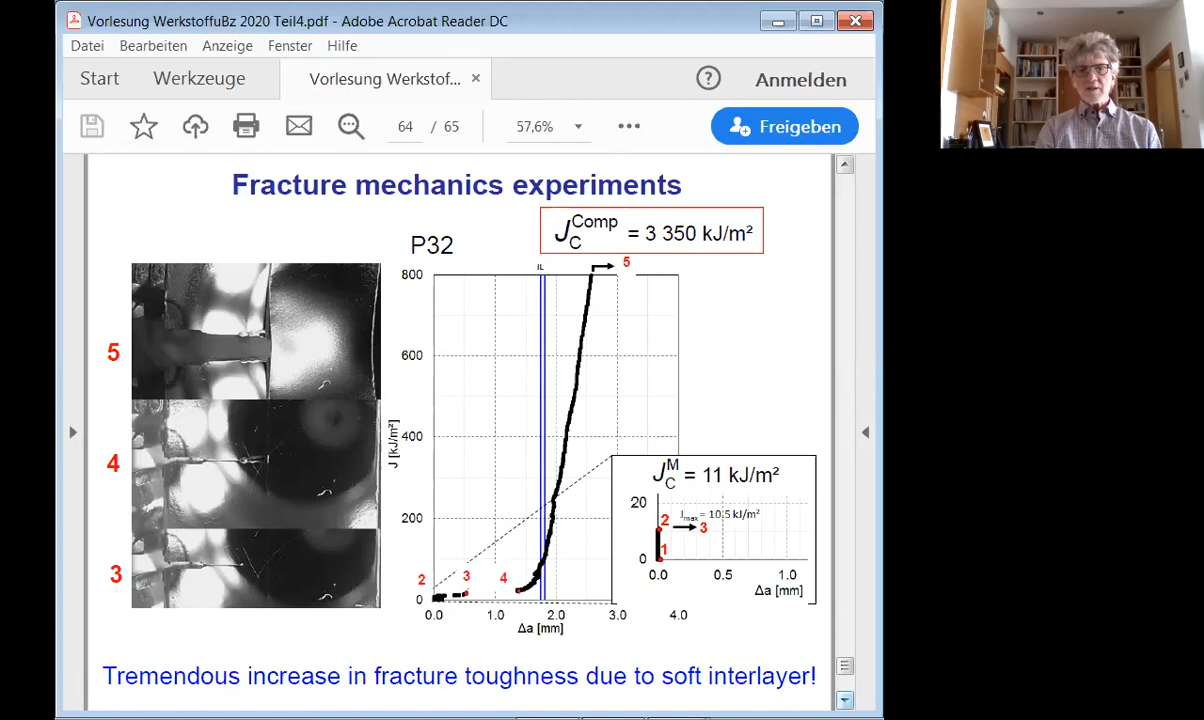 Vorlesung WerkstoffuBz 2020 Teil4.pdf - Adobe Acrobat Reader DC
Datei Bearbeiten Anzeige Fenster Hilfe
Start Werkzeuge Vorlesung Werkstof... × ? Anmelden
64 / 65 57,6% Freigeben
Fracture mechanics experiments
J_C^Comp = 3 350 kJ/m²
P32
IL
5
800
600
400
200
0
J [kJ/m²]
0.0 1.0 2.0 3.0 4.0
Δa [mm]
2 3 4
5
4
3
J_C^M = 11 kJ/m²
20
0
Jmax = 10.5 kJ/m²
2 3
1
0.0 0.5 1.0
Δa [mm]
Tremendous increase in fracture toughness due to soft interlayer!